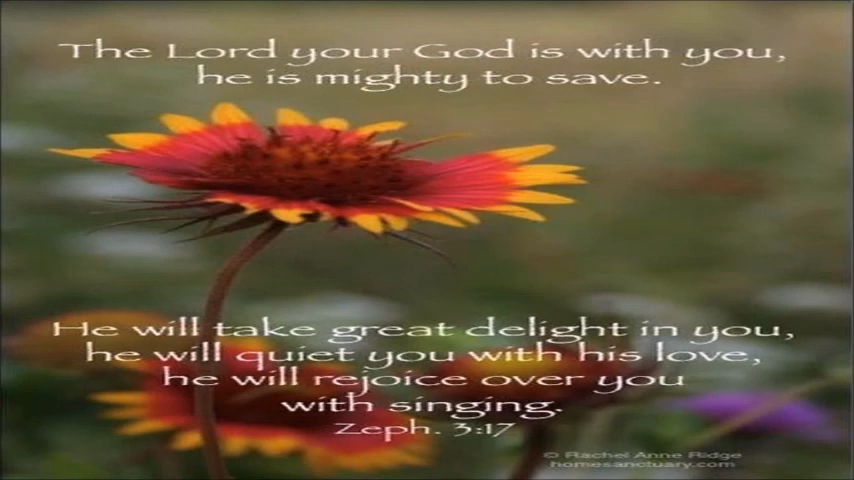 The Lord your God is with you,
he is mighty to save.
He will take great delight in you,
he will quiet you with his love,
he will rejoice over you
with singing.
Zeph. 3:17
© Rachel Anne Ridge
homesanctuary.com